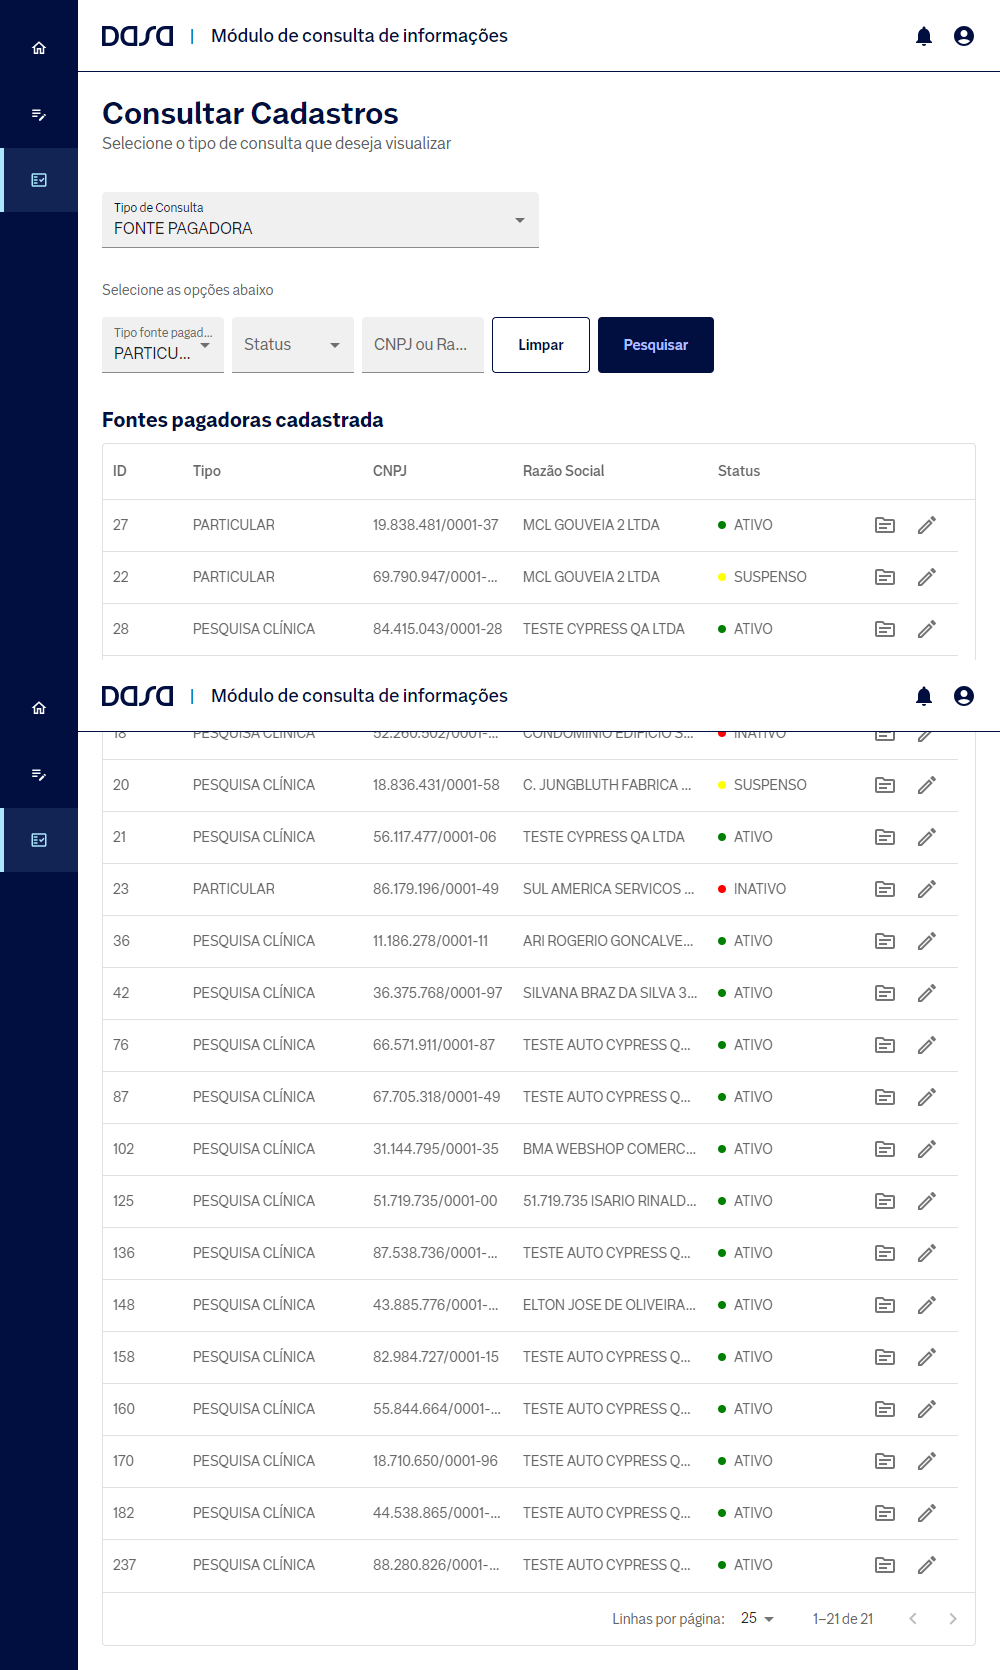 DASA | Módulo de consulta de informações
Consultar Cadastros
Selecione o tipo de consulta que deseja visualizar
Tipo de Consulta
FONTE PAGADORA
Selecione as opções abaixo
Tipo fonte pagad...
PARTICU... Status CNPJ ou Ra... Limpar Pesquisar
Fontes pagadoras cadastrada
ID Tipo CNPJ Razão Social Status
27 PARTICULAR 19.838.481/0001-37 MCL GOUVEIA 2 LTDA ATIVO
22 PARTICULAR 69.790.947/0001-... MCL GOUVEIA 2 LTDA SUSPENSO
28 PESQUISA CLÍNICA 84.415.043/0001-28 TESTE CYPRESS QA LTDA ATIVO
DASA | Módulo de consulta de informações
18 PESQUISA CLÍNICA 52.260.502/0001-... CONDOMINIO EDIFICIO S... INATIVO
20 PESQUISA CLÍNICA 18.836.431/0001-58 C. JUNGBLUTH FABRICA ... SUSPENSO
21 PESQUISA CLÍNICA 56.117.477/0001-06 TESTE CYPRESS QA LTDA ATIVO
23 PARTICULAR 86.179.196/0001-49 SUL AMERICA SERVICOS ... INATIVO
36 PESQUISA CLÍNICA 11.186.278/0001-11 ARI ROGERIO GONCALVE... ATIVO
42 PESQUISA CLÍNICA 36.375.768/0001-97 SILVANA BRAZ DA SILVA 3... ATIVO
76 PESQUISA CLÍNICA 66.571.911/0001-87 TESTE AUTO CYPRESS Q... ATIVO
87 PESQUISA CLÍNICA 67.705.318/0001-49 TESTE AUTO CYPRESS Q... ATIVO
102 PESQUISA CLÍNICA 31.144.795/0001-35 BMA WEBSHOP COMERC... ATIVO
125 PESQUISA CLÍNICA 51.719.735/0001-00 51.719.735 ISARIO RINALD... ATIVO
136 PESQUISA CLÍNICA 87.538.736/0001-... TESTE AUTO CYPRESS Q... ATIVO
148 PESQUISA CLÍNICA 43.885.776/0001-... ELTON JOSE DE OLIVEIRA... ATIVO
158 PESQUISA CLÍNICA 82.984.727/0001-15 TESTE AUTO CYPRESS Q... ATIVO
160 PESQUISA CLÍNICA 55.844.664/0001-... TESTE AUTO CYPRESS Q... ATIVO
170 PESQUISA CLÍNICA 18.710.650/0001-96 TESTE AUTO CYPRESS Q... ATIVO
182 PESQUISA CLÍNICA 44.538.865/0001-... TESTE AUTO CYPRESS Q... ATIVO
237 PESQUISA CLÍNICA 88.280.826/0001-... TESTE AUTO CYPRESS Q... ATIVO
Linhas por página: 25 1–21 de 21